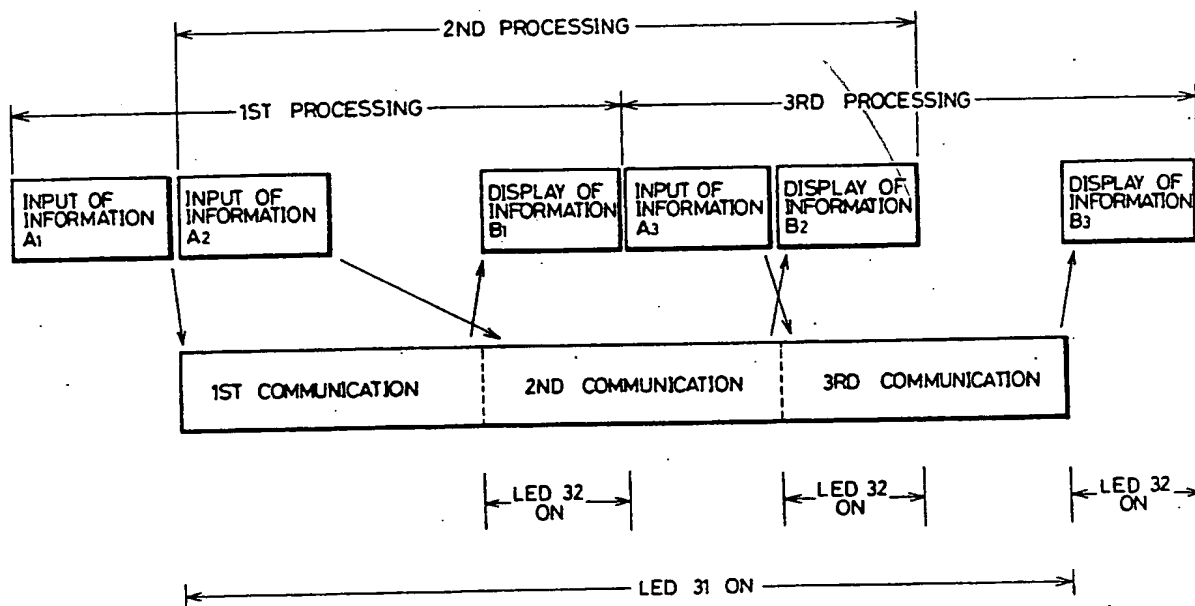 2ND PROCESSING
1ST PROCESSING
3RD PROCESSING
INPUT OF
INFORMATION
A1
INPUT OF
INFORMATION
A2
DISPLAY OF
INFORMATION
B1
INPUT OF
INFORMATION
A3
DISPLAY OF
INFORMATION
B2
DISPLAY OF
INFORMATION
B3
1ST COMMUNICATION
2ND COMMUNICATION
3RD COMMUNICATION
LED 32
ON
LED 32
ON
LED 32
ON
LED 31 ON